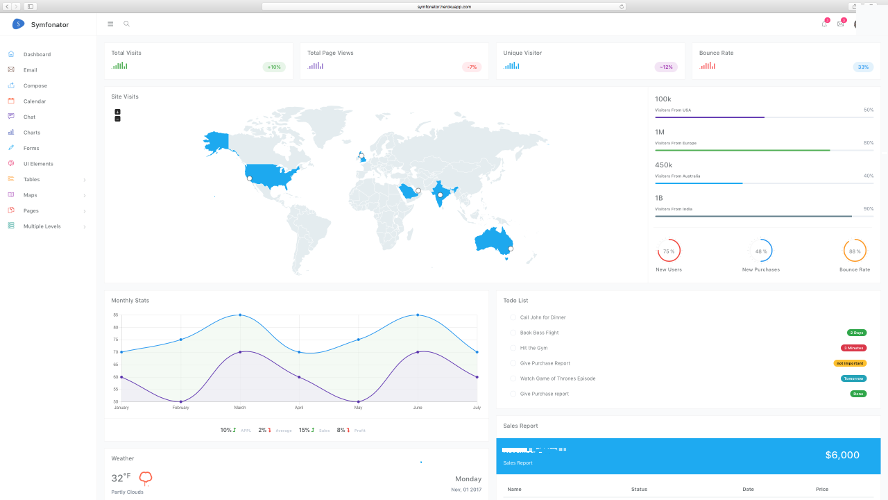 symfonator.herokuapp.com
Symfonator
Dashboard
Email
Compose
Calendar
Chat
Charts
Forms
UI Elements
Tables
Maps
Pages
Multiple Levels
Total Visits
+10%
Total Page Views
-7%
Unique Visitor
~12%
Bounce Rate
33%
Site Visits
+
-
100k
Visitors From USA
50%
1M
Visitors From Europe
80%
450k
Visitors From Australia
40%
1B
Visitors From India
90%
75 %
New Users
New Purchases
Bounce Rate
Monthly Stats
85
80
75
70
65
60
55
50
January
February
March
April
May
June
July
10%
2%
Average
15%
Sales
8%
Profit
Todo List
Call John for Dinner
Book Boss Flight
2 Days
Hit the Gym
3 Minutes
Give Purchase Report
not important
Watch Game of Thrones Episode
Tomorrow
Give Purchase report
Done
Sales Report
Sales Report
$6,000
Name
Status
Date
Price
Weather
32°F
Partly Clouds
Monday
Nov, 01 2017